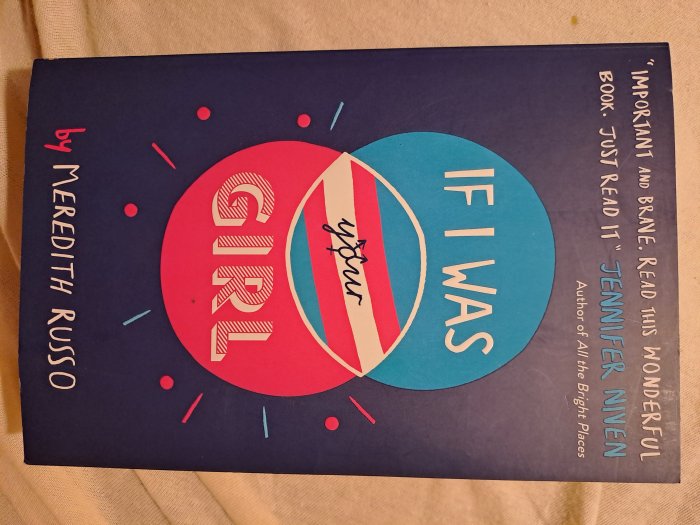 "IMPORTANT AND BRAVE. READ THIS WONDERFUL
BOOK. JUST READ IT" JENNIFER NIVEN
Author of All the Bright Places
IF I WAS
your
GIRL
by MEREDITH RUSSO